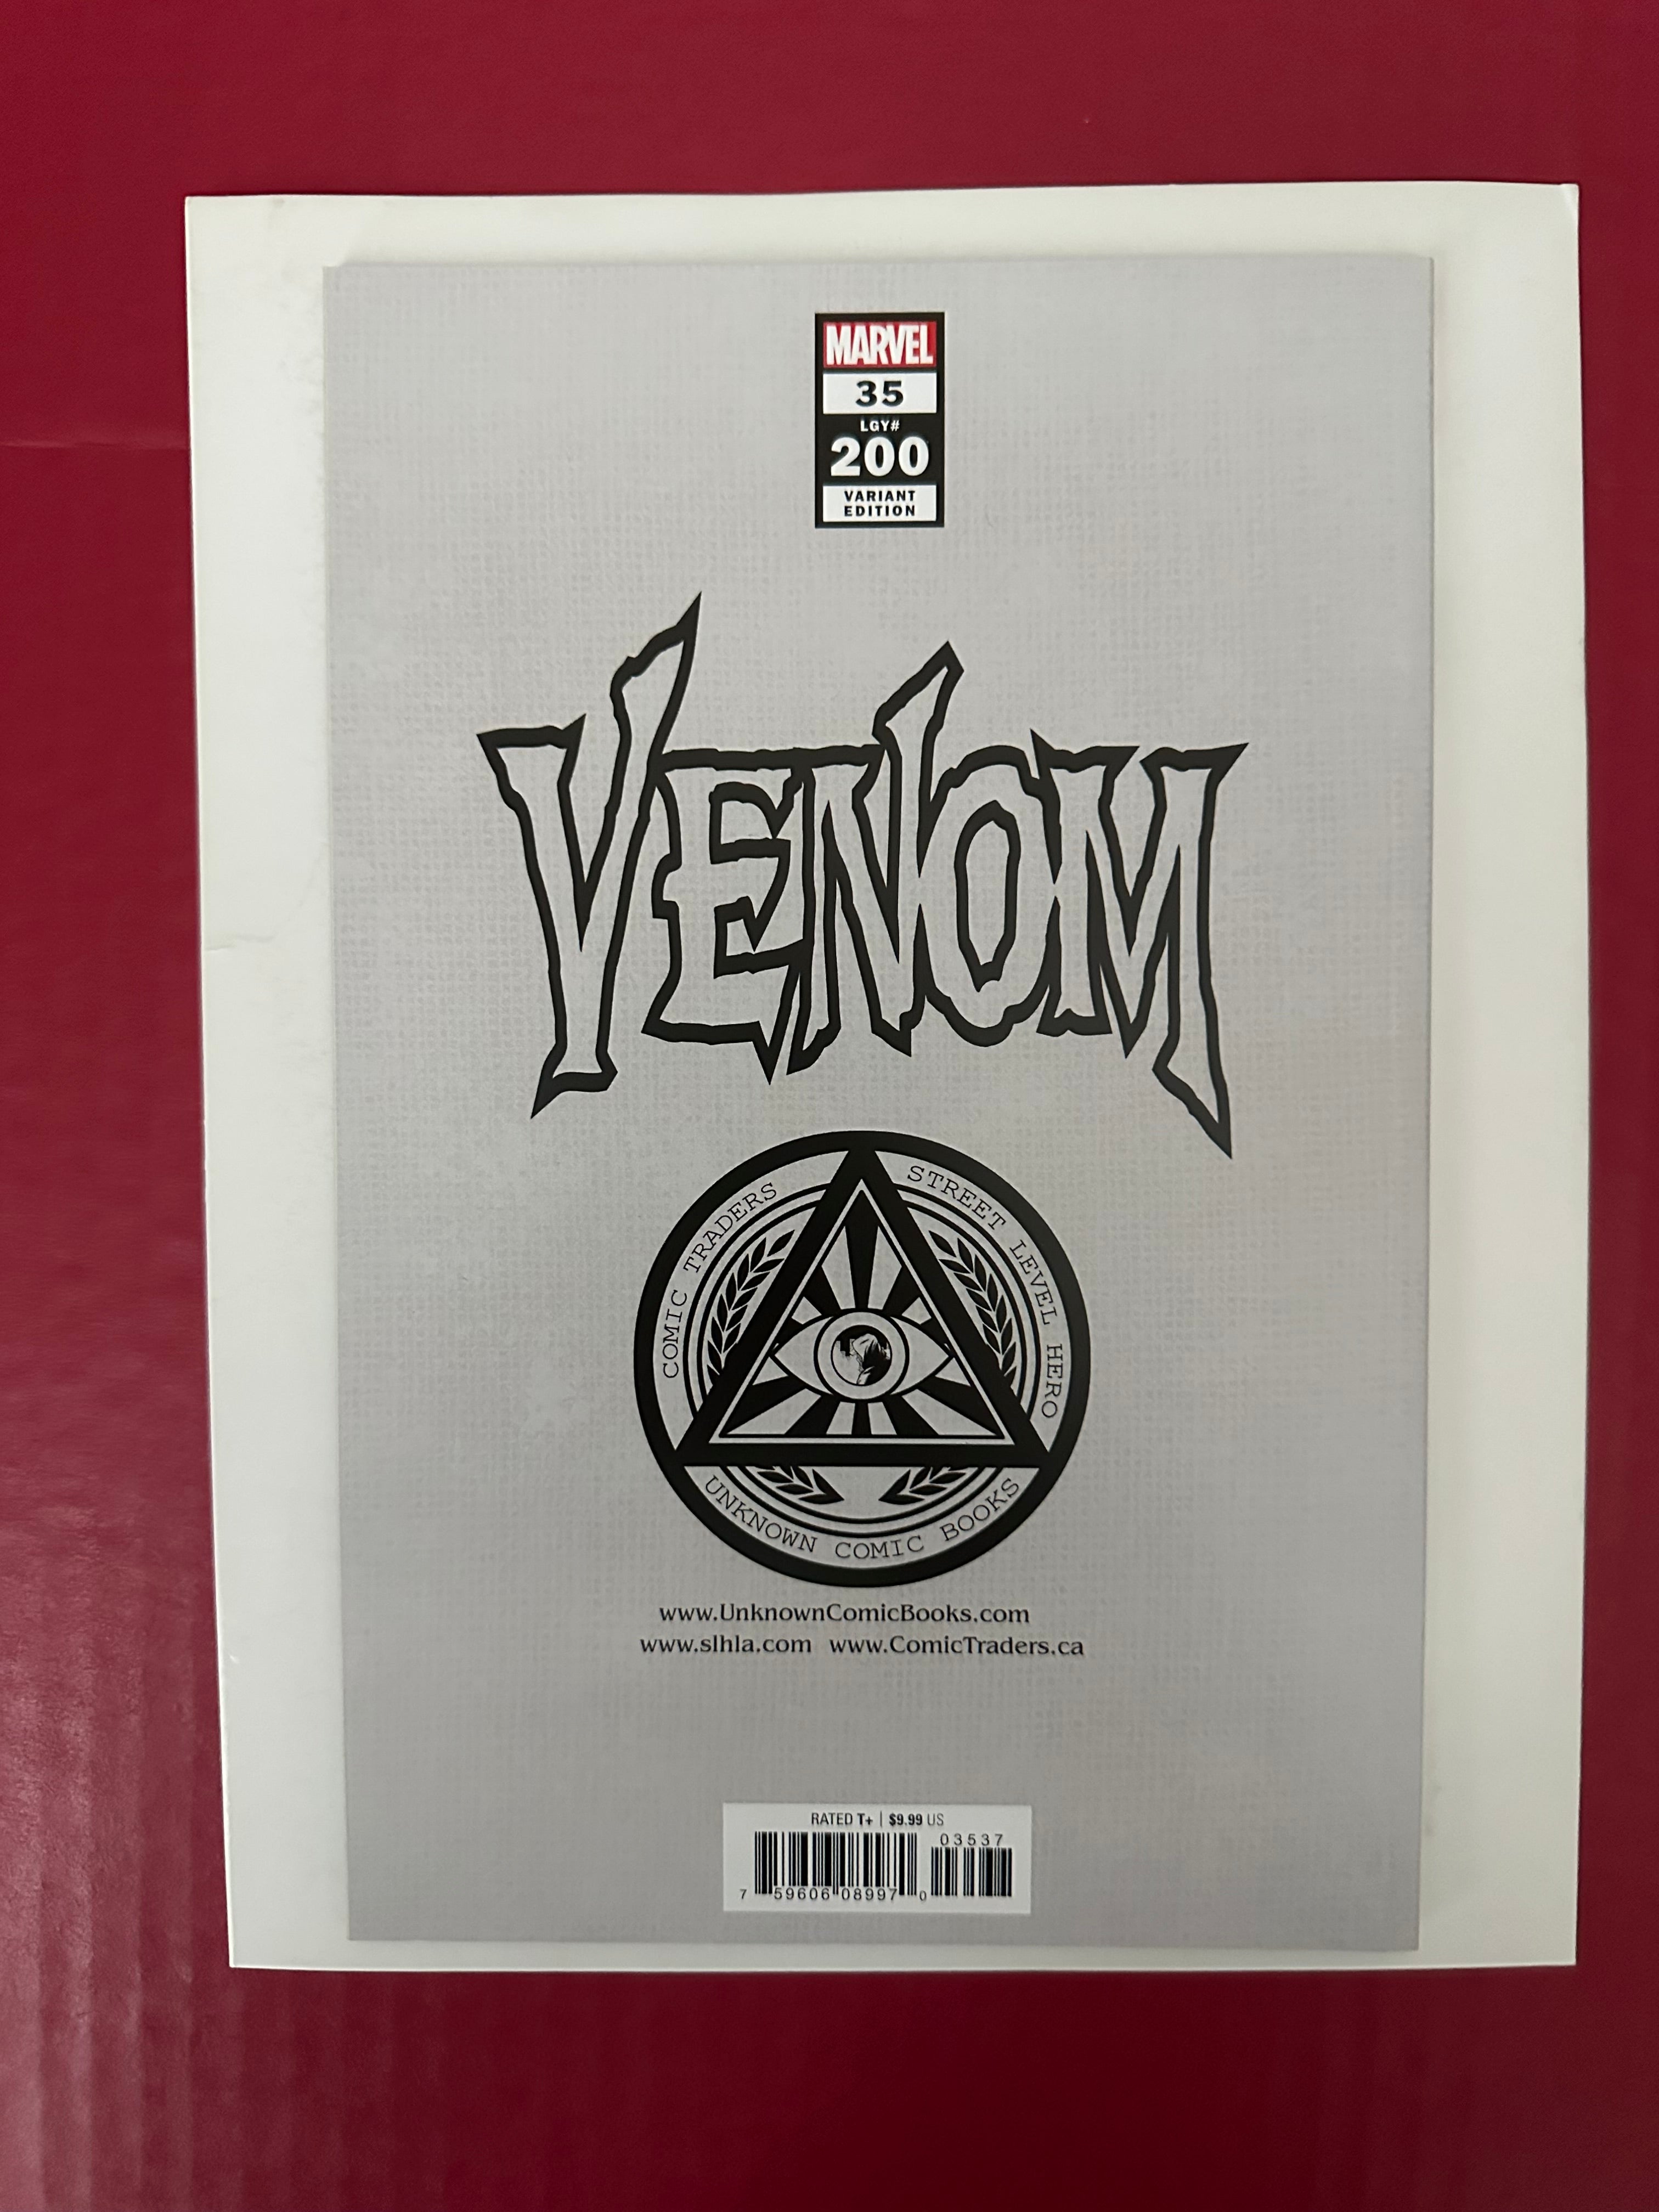 MARVEL
35
LGY#
200
VARIANT
EDITION
VENOM
COMIC TRADERS
STREET LEVEL HERO
UNKNOWN COMIC BOOKS
www.UnknownComicBooks.com
www.slhla.com www.ComicTraders.ca
RATED T+ | $9.99 US
03537
7 59606 08997 0